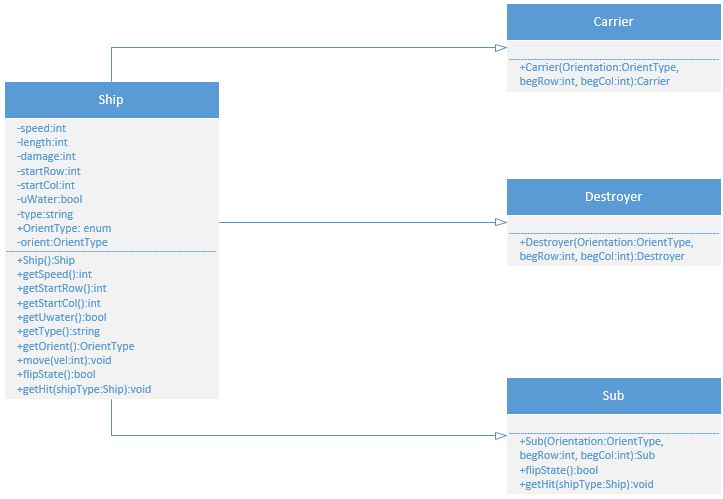 Carrier
+Carrier(Orientation:OrientType,
begRow:int, begCol:int):Carrier
Ship
-speed:int
-length:int
-damage:int
-startRow:int
-startCol:int
-uWater:bool
-type:string
+OrientType: enum
-orient:OrientType
+Ship():Ship
+getSpeed():int
+getStartRow():int
+getStartCol():int
+getUwater():bool
+getType():string
+getOrient():OrientType
+move(vel:int):void
+flipState():bool
+getHit(shipType:Ship):void
Destroyer
+Destroyer(Orientation:OrientType,
begRow:int, begCol:int):Destroyer
Sub
+Sub(Orientation:OrientType,
begRow:int, begCol:int):Sub
+flipState():bool
+getHit(shipType:Ship):void